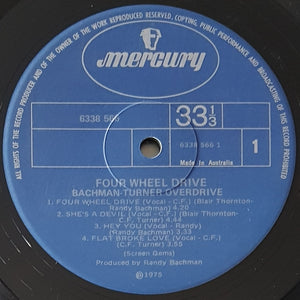 ALL RIGHTS OF THE RECORD PRODUCER AND OF THE OWNER OF THE WORK REPRODUCED RESERVED. COPYING, PUBLIC PERFORMANCE AND BROADCASTING OF THIS RECORD PROHIBITED
mercury
6338 566
33 1/3
6338 566 1
Made In Australia
1
FOUR WHEEL DRIVE
BACHMAN-TURNER OVERDRIVE
1. FOUR WHEEL DRIVE (Vocal - C.F.) (Blair Thornton-
Randy Bachman) 4.20
2. SHE'S A DEVIL (Vocal - C.F.) (Blair Thornton-
C.F. Turner) 4.44
3. HEY YOU (Vocal - Randy)
(Randy Bachman) 3.33
4. FLAT BROKE LOVE (Vocal - C.F.)
(C.F. Turner) 3.55
(Screen Gems)
Produced by Randy Bachman
℗1975